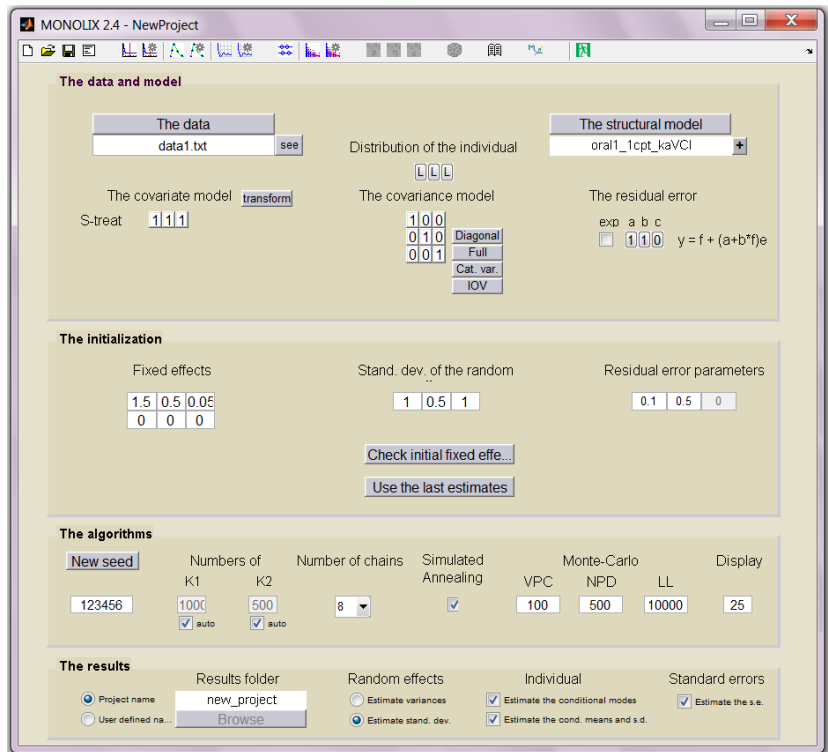 MONOLIX 2.4 - NewProject
The data and model
The data
The structural model
data1.txt
see
Distribution of the individual
oral1_1cpt_kaVCl
+
L L L
The covariate model
transform
The covariance model
The residual error
S-treat
1 1 1
1 0 0
0 1 0
0 0 1
Diagonal
Full
Cat. var.
IOV
exp a b c
1 1 0
y = f + (a+b*f)e
The initialization
Fixed effects
Stand. dev. of the random
Residual error parameters
1.5 0.5 0.05
0 0 0
1 0.5 1
0.1 0.5 0
Check initial fixed effe...
Use the last estimates
The algorithms
New seed
Numbers of
Number of chains
Simulated
Annealing
Monte-Carlo
Display
K1
K2
VPC
NPD
LL
123456
1000
500
8
100
500
10000
25
auto
auto
The results
Results folder
Random effects
Individual
Standard errors
Project name
new_project
Estimate variances
Estimate the conditional modes
Estimate the s.e.
User defined na...
Browse
Estimate stand. dev.
Estimate the cond. means and s.d.